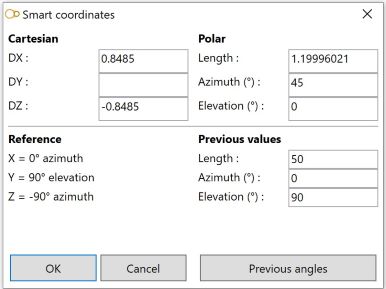 Smart coordinates
Cartesian
DX : 0.8485
DY :
DZ : -0.8485
Polar
Length : 1.19996021
Azimuth (°) : 45
Elevation (°) : 0
Reference
X = 0° azimuth
Y = 90° elevation
Z = -90° azimuth
Previous values
Length : 50
Azimuth (°) : 0
Elevation (°) : 90
OK
Cancel
Previous angles